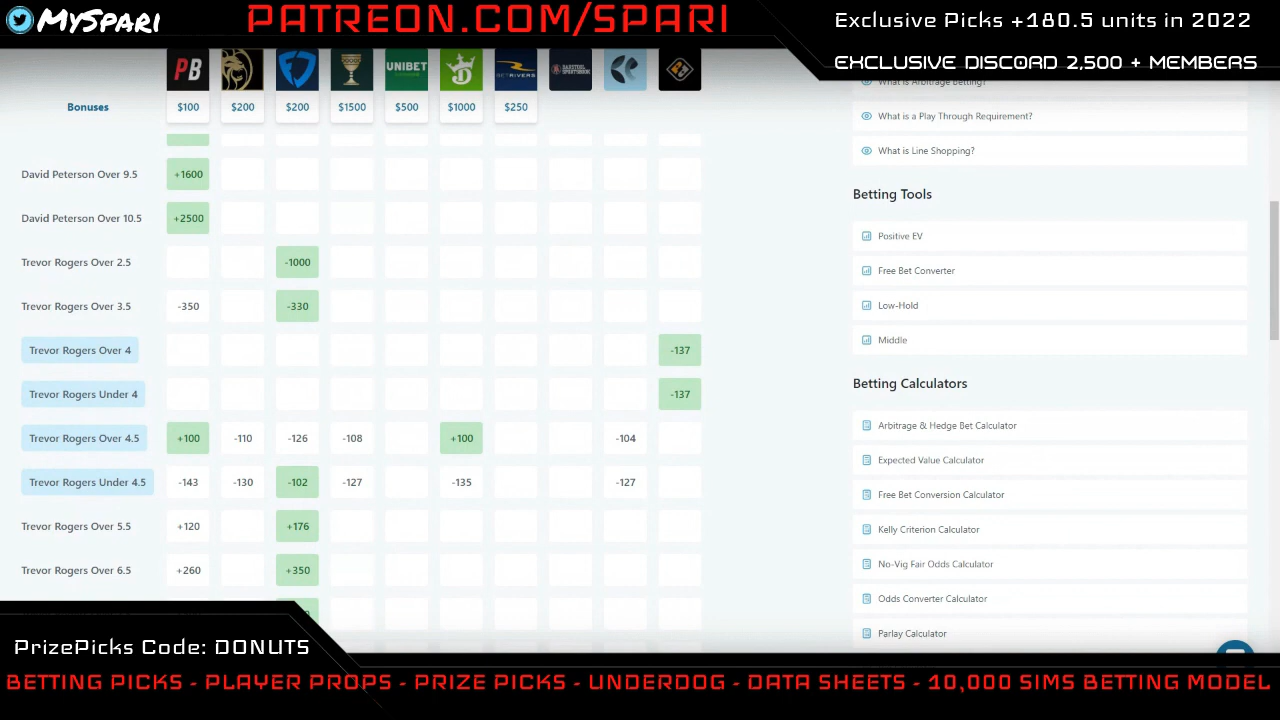 MySpari
PATREON.COM/SPARI
Exclusive Picks +180.5 units in 2022
EXCLUSIVE DISCORD 2,500 + MEMBERS
PB
UNIBET
BETRIVERS
Bonuses $100 $200 $200 $1500 $500 $1000 $250
David Peterson Over 9.5 +1600
David Peterson Over 10.5 +2500
Trevor Rogers Over 2.5 -1000
Trevor Rogers Over 3.5 -350 -330
Trevor Rogers Over 4 -137
Trevor Rogers Under 4 -137
Trevor Rogers Over 4.5 +100 -110 -126 -108 +100 -104
Trevor Rogers Under 4.5 -143 -130 -102 -127 -135 -127
Trevor Rogers Over 5.5 +120 +176
Trevor Rogers Over 6.5 +260 +350
What is Arbitrage Betting?
What is a Play Through Requirement?
What is Line Shopping?
Betting Tools
Positive EV
Free Bet Converter
Low-Hold
Middle
Betting Calculators
Arbitrage & Hedge Bet Calculator
Expected Value Calculator
Free Bet Conversion Calculator
Kelly Criterion Calculator
No-Vig Fair Odds Calculator
Odds Converter Calculator
Parlay Calculator
PrizePicks Code: DONUTS
BETTING PICKS - PLAYER PROPS - PRIZE PICKS - UNDERDOG - DATA SHEETS - 10,000 SIMS BETTING MODEL